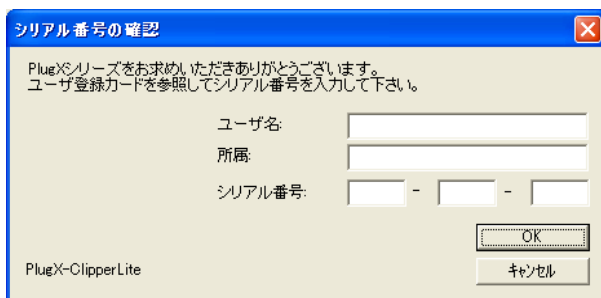 シリアル番号の確認
PlugXシリーズをお求めいただきありがとうございます。
ユーザ登録カードを参照してシリアル番号を入力して下さい。
ユーザ名:
所属:
シリアル番号:
-
-
OK
PlugX-ClipperLite
キャンセル